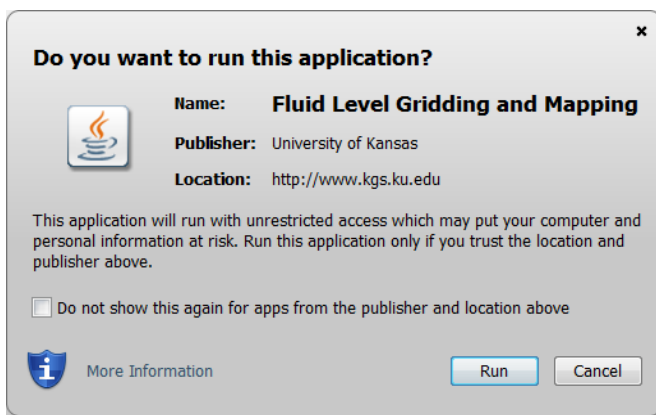 Do you want to run this application?
Name: Fluid Level Gridding and Mapping
Publisher: University of Kansas
Location: http://www.kgs.ku.edu
This application will run with unrestricted access which may put your computer and
personal information at risk. Run this application only if you trust the location and
publisher above.
Do not show this again for apps from the publisher and location above
More Information
Run
Cancel